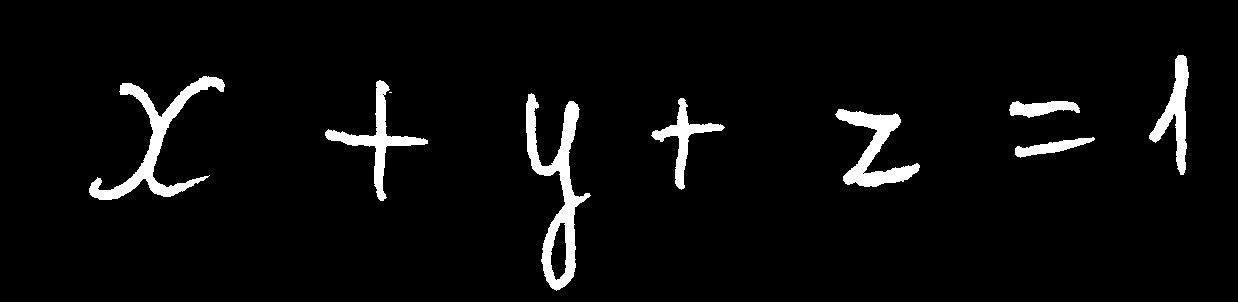 x + y + z = 1